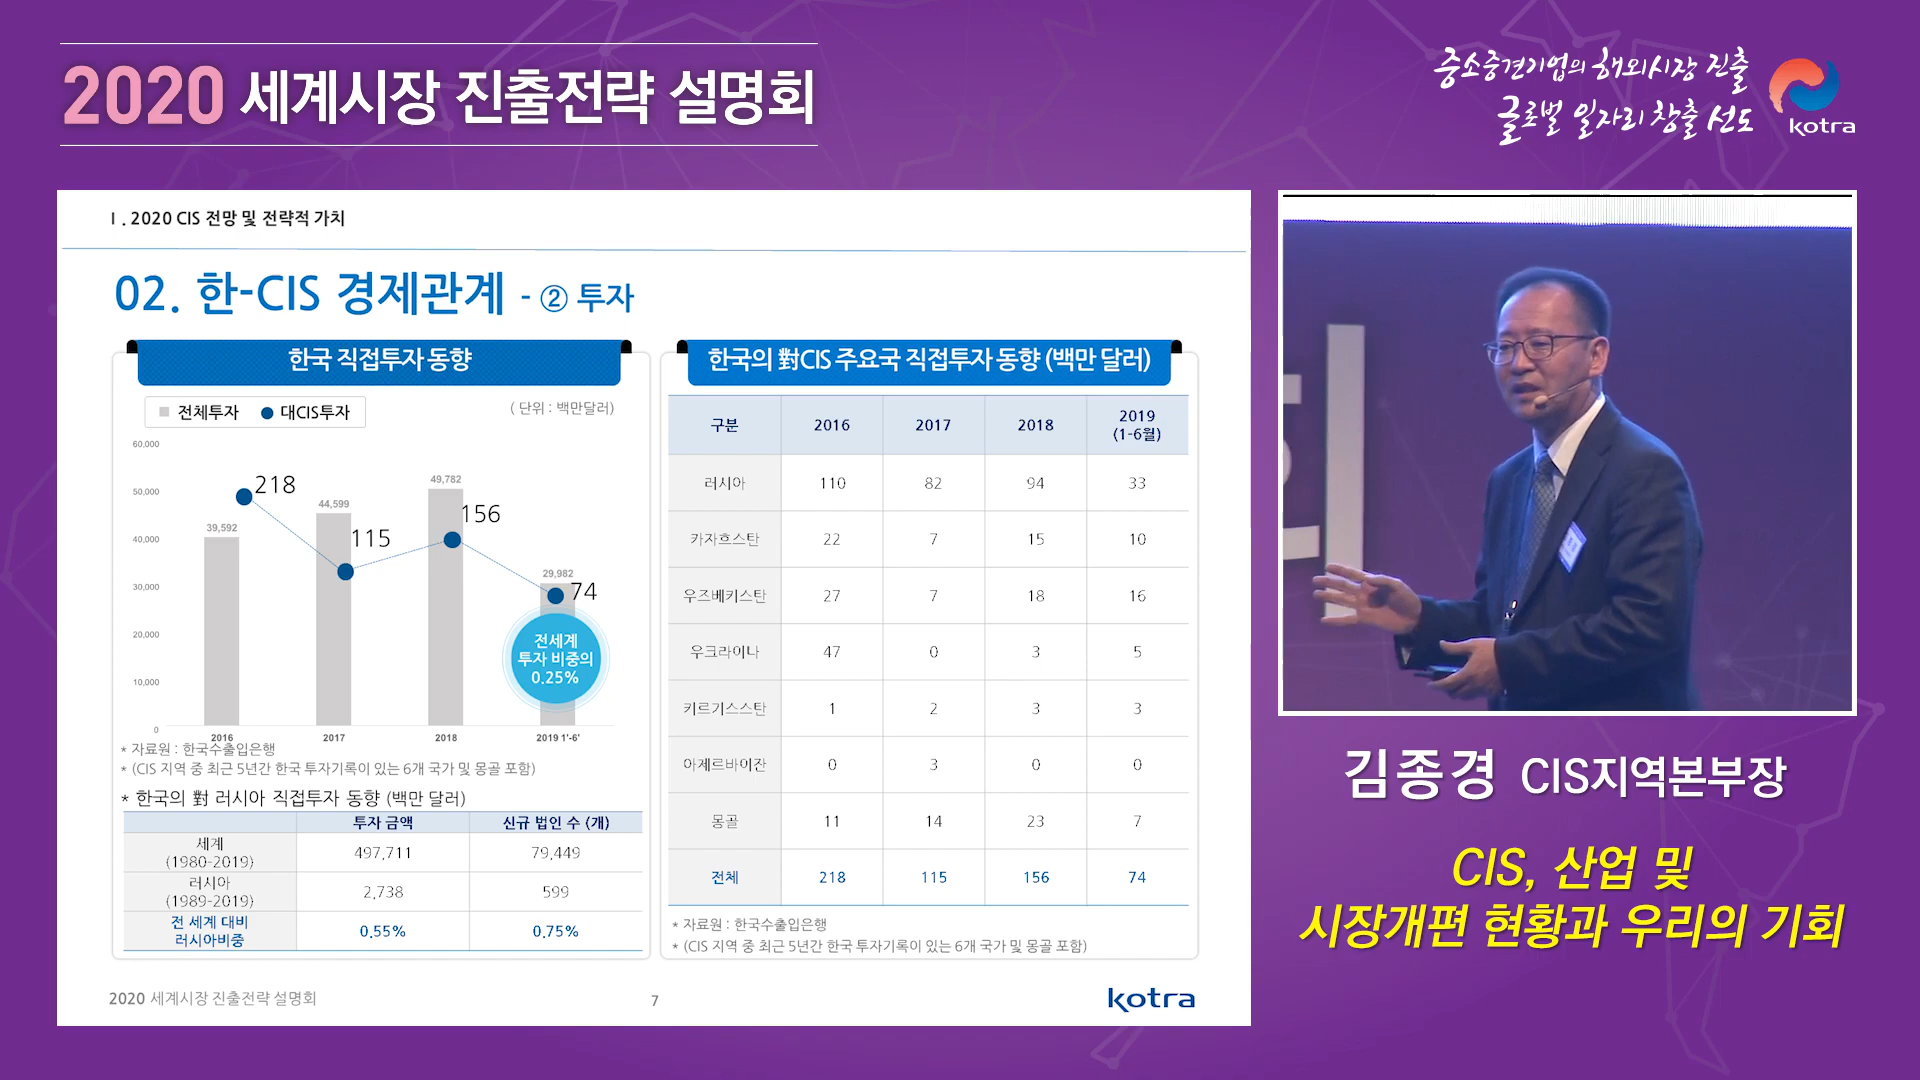 2020 세계시장 진출전략 설명회
중소중견기업의 해외시장 진출
글로벌 일자리 창출 선도
kotra
Ⅰ. 2020 CIS 전망 및 전략적 가치
02. 한-CIS 경제관계 - ② 투자
한국 직접투자 동향
전체투자 대CIS투자
( 단위 : 백만달러)
60,000
50,000
40,000
30,000
20,000
10,000
0
39,592
44,599
49,782
29,982
218
115
156
74
전세계
투자 비중의
0.25%
2016 2017 2018 2019 1'-6'
* 자료원 : 한국수출입은행
* (CIS 지역 중 최근 5년간 한국 투자기록이 있는 6개 국가 및 몽골 포함)
* 한국의 對 러시아 직접투자 동향 (백만 달러)
투자 금액 신규 법인 수 (개)
세계
(1980-2019) 497,711 79,449
러시아
(1989-2019) 2,738 599
전 세계 대비
러시아비중 0.55% 0.75%
한국의 對CIS 주요국 직접투자 동향 (백만 달러)
구분 2016 2017 2018 2019
(1-6월)
러시아 110 82 94 33
카자흐스탄 22 7 15 10
우즈베키스탄 27 7 18 16
우크라이나 47 0 3 5
키르기스스탄 1 2 3 3
아제르바이잔 0 3 0 0
몽골 11 14 23 7
전체 218 115 156 74
* 자료원 : 한국수출입은행
* (CIS 지역 중 최근 5년간 한국 투자기록이 있는 6개 국가 및 몽골 포함)
2020 세계시장 진출전략 설명회
7
kotra
김종경 CIS지역본부장
CIS, 산업 및
시장개편 현황과 우리의 기회